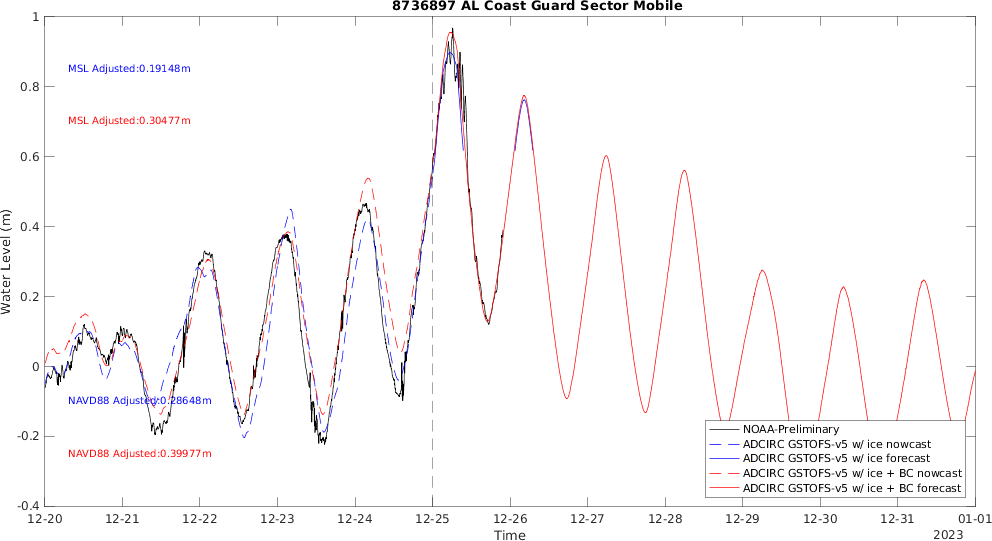 8736897 AL Coast Guard Sector Mobile
Water Level (m)
1
0.8
0.6
0.4
0.2
0
-0.2
-0.4
MSL Adjusted:0.19148m
MSL Adjusted:0.30477m
NAVD88 Adjusted:0.28648m
NAVD88 Adjusted:0.39977m
NOAA-Preliminary
ADCIRC GSTOFS-v5 w/ ice nowcast
ADCIRC GSTOFS-v5 w/ ice forecast
ADCIRC GSTOFS-v5 w/ ice + BC nowcast
ADCIRC GSTOFS-v5 w/ ice + BC forecast
12-20 12-21 12-22 12-23 12-24 12-25 12-26 12-27 12-28 12-29 12-30 12-31 01-01
Time
2023